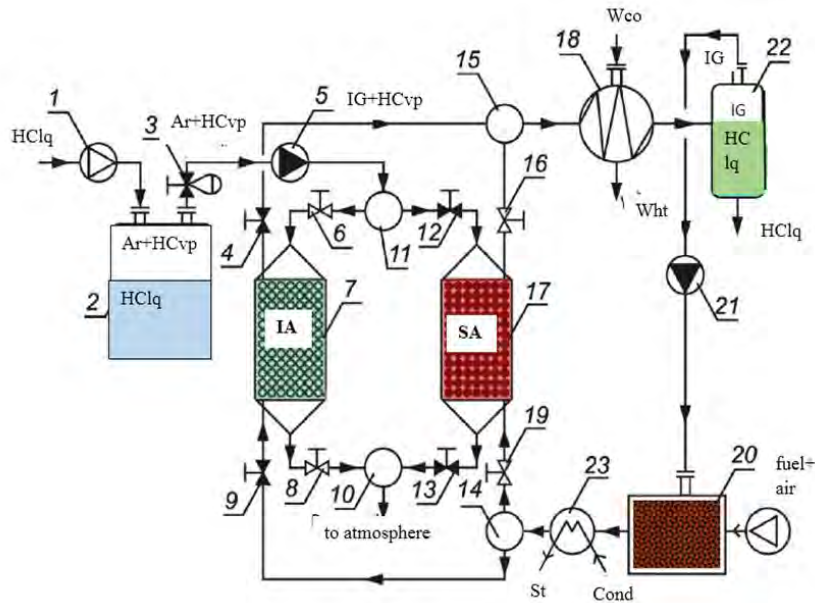 Wco
18
22
15
IG
1
3
Ar+HCvp
5
IG+HCvp
IG
HClq
HC
lq
16
Wht
HClq
4
6
11
12
Ar+HCvp
2
HClq
7
17
21
IA
SA
19
20
fuel+
air
23
9
8
10
13
14
to atmosphere
St
Cond